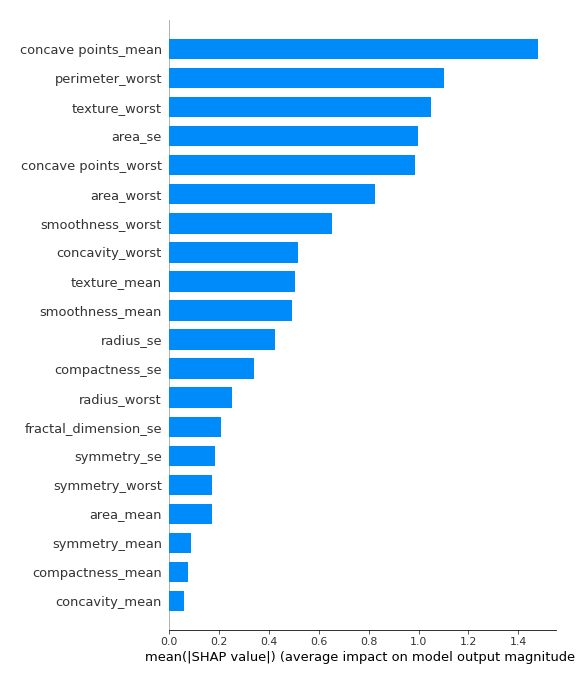 concave points_mean
perimeter_worst
texture_worst
area_se
concave points_worst
area_worst
smoothness_worst
concavity_worst
texture_mean
smoothness_mean
radius_se
compactness_se
radius_worst
fractal_dimension_se
symmetry_se
symmetry_worst
area_mean
symmetry_mean
compactness_mean
concavity_mean
0.0 0.2 0.4 0.6 0.8 1.0 1.2 1.4
mean(|SHAP value|) (average impact on model output magnitude